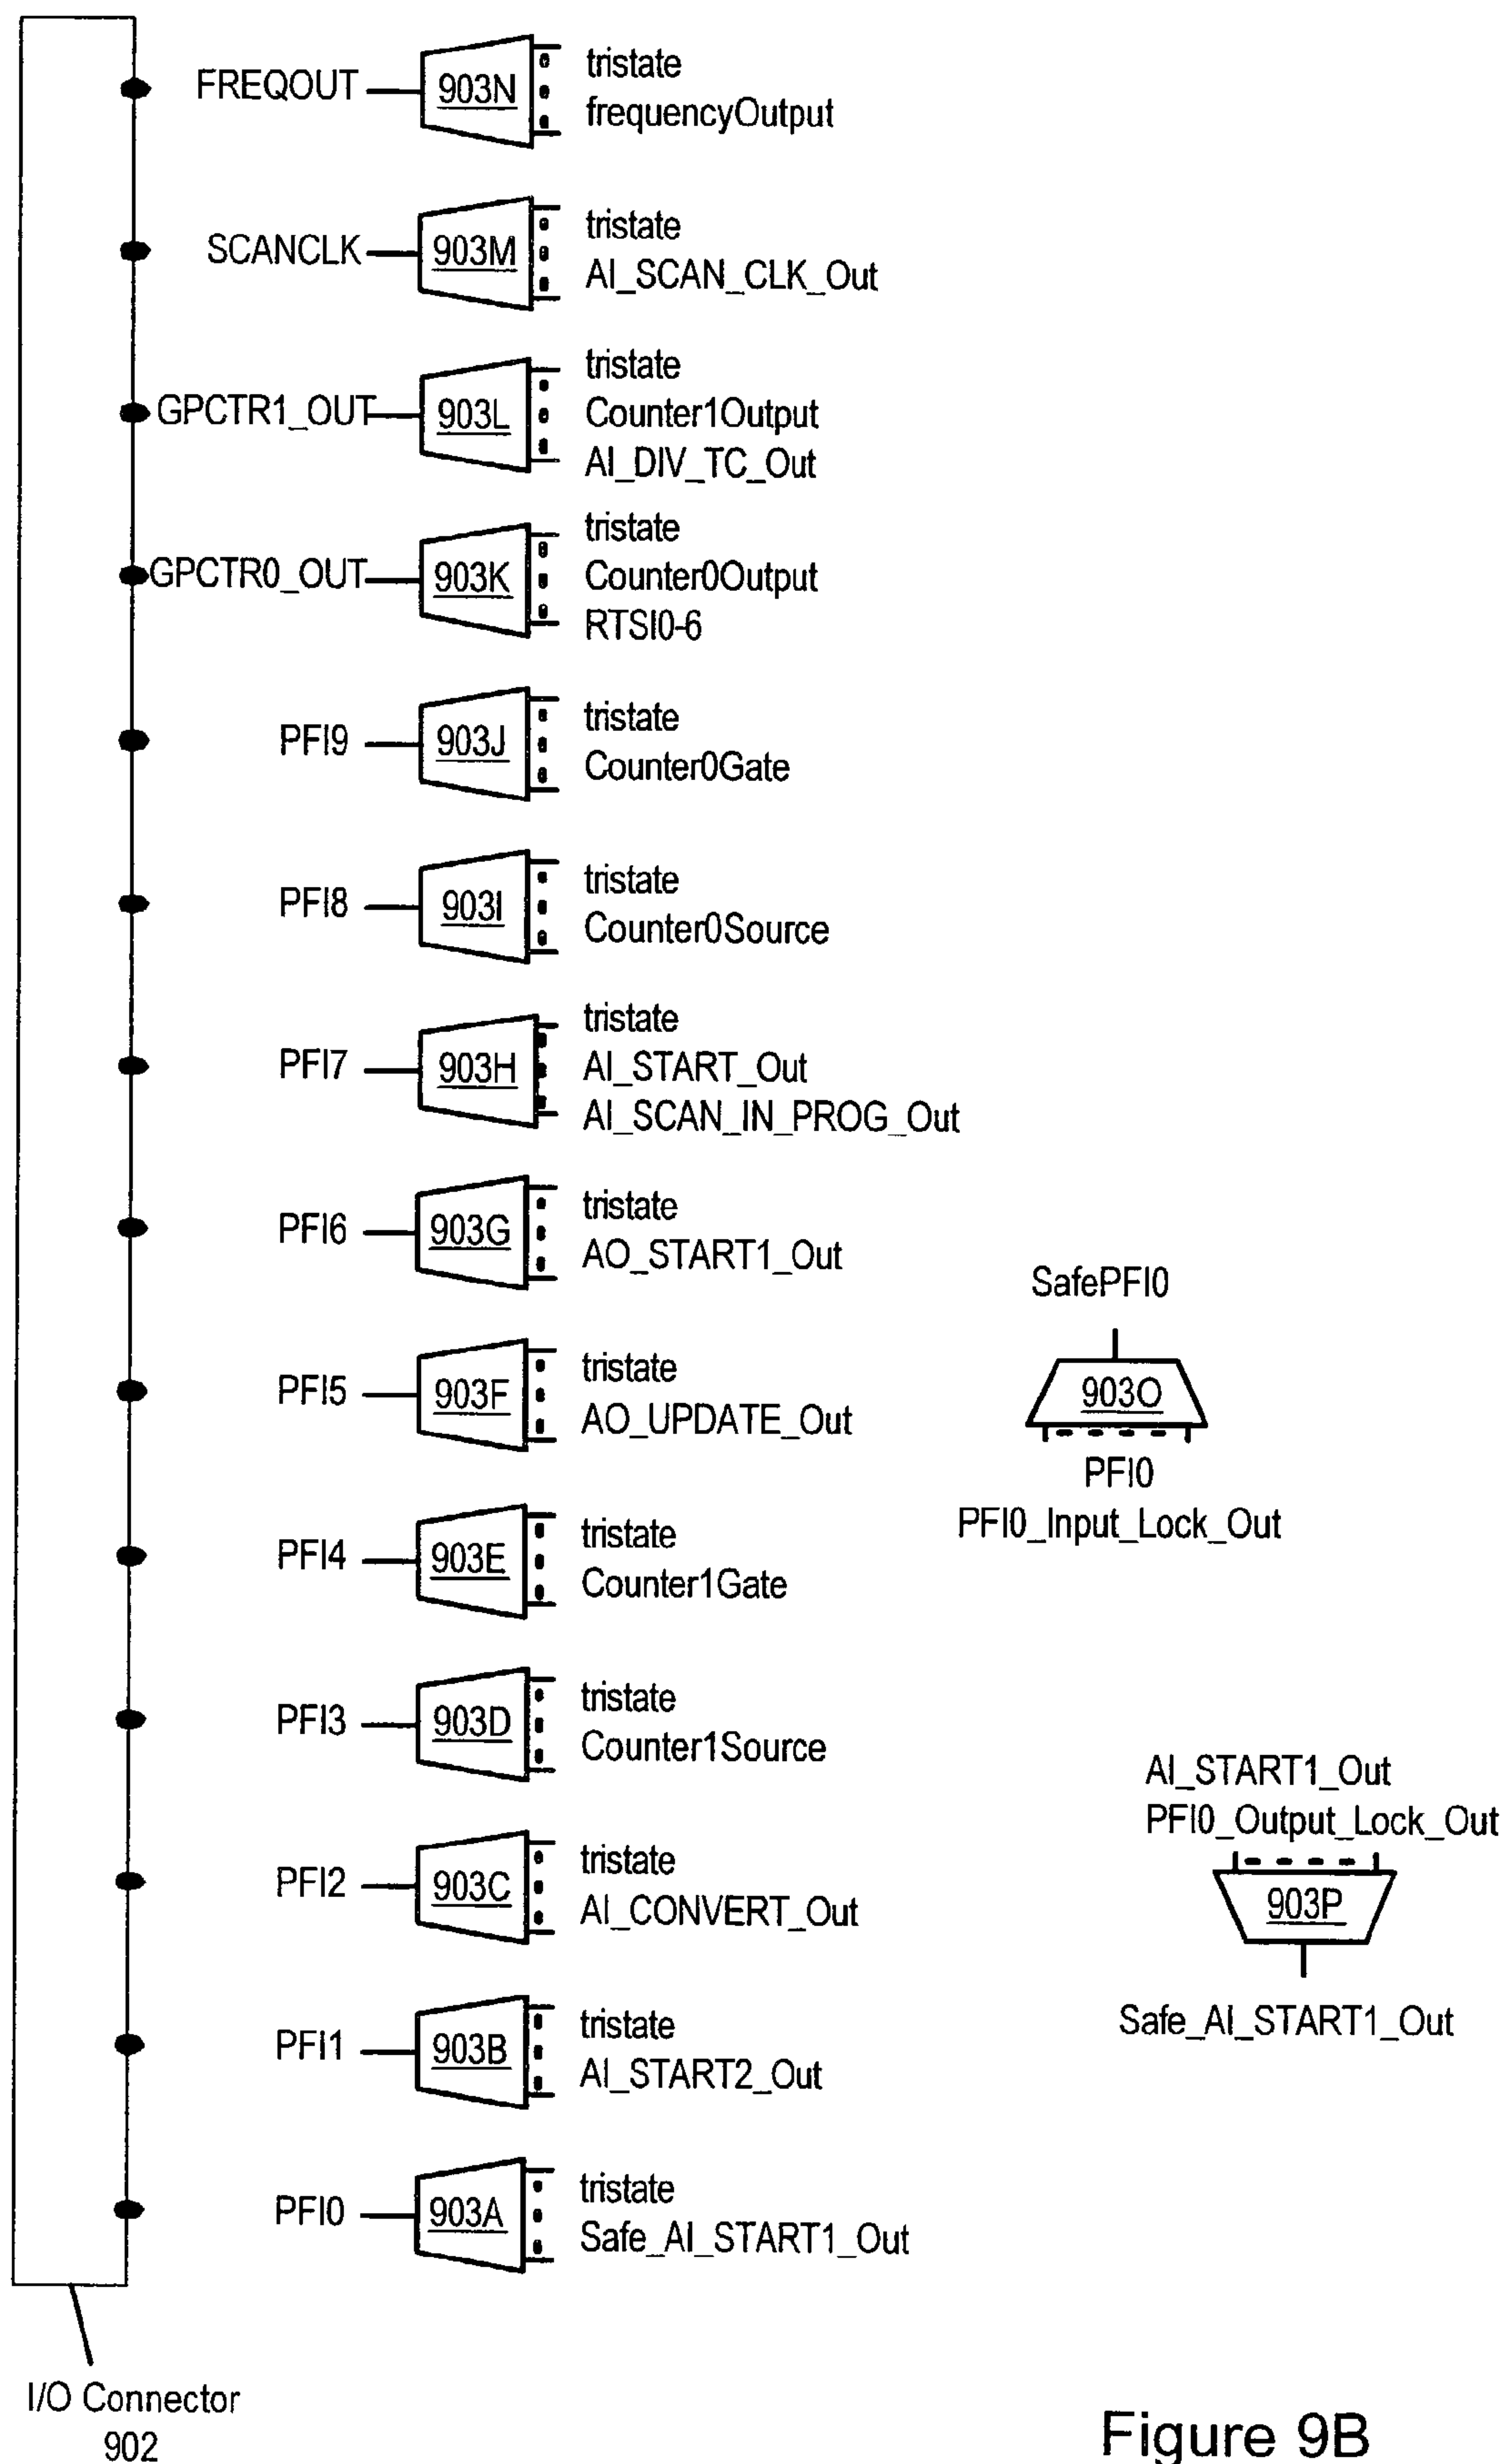 FREQOUT
903N
tristate
frequencyOutput
SCANCLK
903M
tristate
AI_SCAN_CLK_Out
GPCTR1_OUT
903L
tristate
Counter1Output
AI_DIV_TC_Out
GPCTR0_OUT
903K
tristate
Counter0Output
RTSI0-6
PFI9
903J
tristate
Counter0Gate
PFI8
903I
tristate
Counter0Source
PFI7
903H
tristate
AI_START_Out
AI_SCAN_IN_PROG_Out
PFI6
903G
tristate
AO_START1_Out
SafePFI0
903O
PFI0
PFI0_Input_Lock_Out
PFI5
903F
tristate
AO_UPDATE_Out
PFI4
903E
tristate
Counter1Gate
PFI3
903D
tristate
Counter1Source
AI_START1_Out
PFI0_Output_Lock_Out
903P
Safe_AI_START1_Out
PFI2
903C
tristate
AI_CONVERT_Out
PFI1
903B
tristate
AI_START2_Out
PFI0
903A
tristate
Safe_AI_START1_Out
I/O Connector
902
Figure 9B